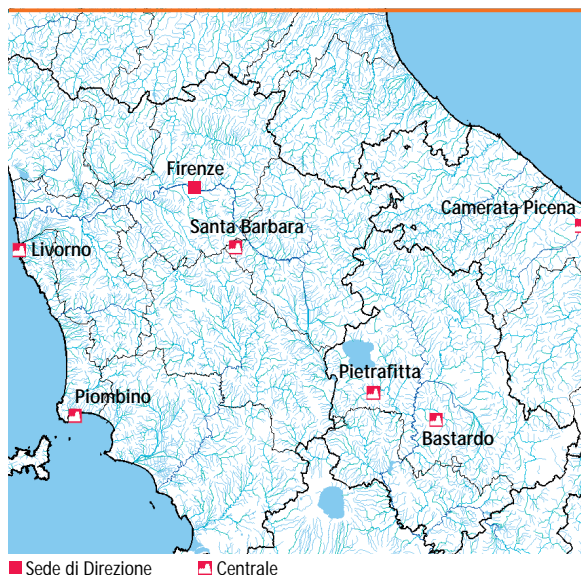 Firenze
Camerata Picena
Santa Barbara
Livorno
Pietrafitta
Piombino
Bastardo
Sede di Direzione
Centrale